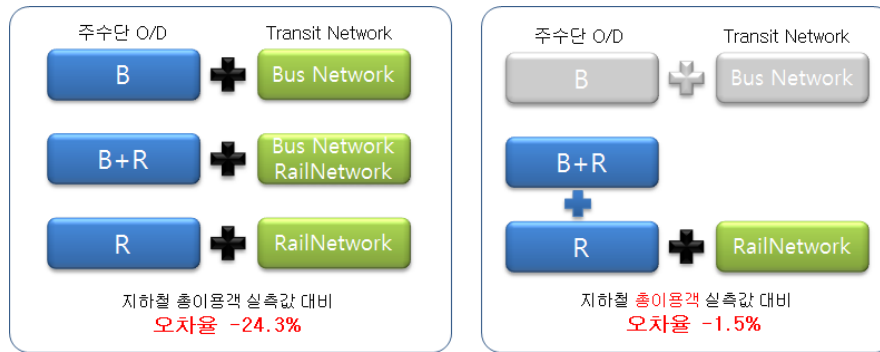 주수단 O/D
Transit Network
B
Bus Network
B+R
Bus Network
RailNetwork
R
RailNetwork
지하철 총이용객 실측값 대비
오차율 -24.3%
주수단 O/D
Transit Network
B
Bus Network
B+R
R
RailNetwork
지하철 총이용객 실측값 대비
오차율 -1.5%